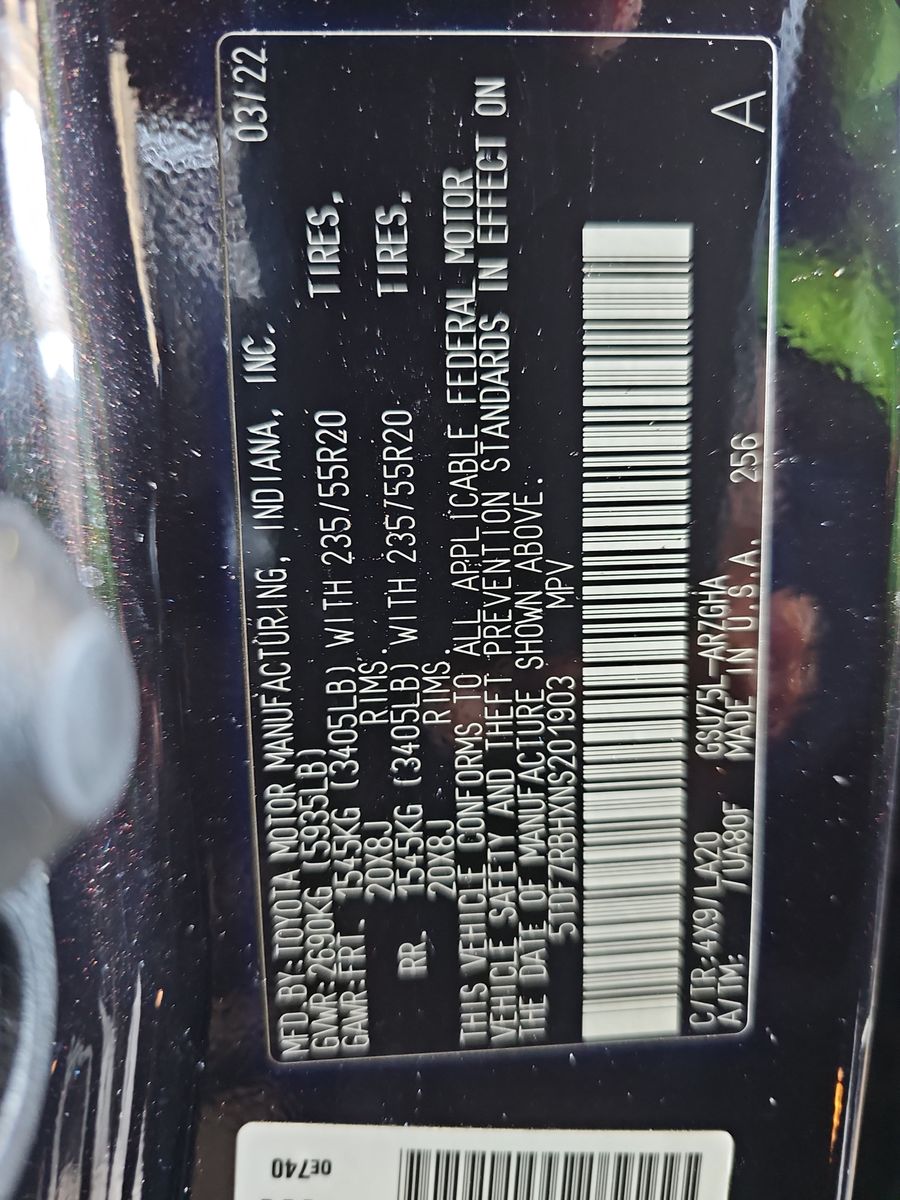 MFD BY:TOYOTA MOTOR MANUFACTURING, INDIANA, INC. 03/22
GVWR:2690KG (5935LB)
GAWR:FRT. 1545KG (3405LB) WITH 235/55R20 TIRES,
20X8J RIMS.
RR. 1545KG (3405LB) WITH 235/55R20 TIRES,
20X8J RIMS.
THIS VEHICLE CONFORMS TO ALL APPLICABLE FEDERAL MOTOR
VEHICLE SAFETY AND THEFT PREVENTION STANDARDS IN EFFECT ON
THE DATE OF MANUFACTURE SHOWN ABOVE.
5TDFZRBHXNS201903 MPV
C/TR:4X9/LA20 GSU75L-ARZGHA A
A/TM: /UA80F MADE IN U.S.A. 256
0E740